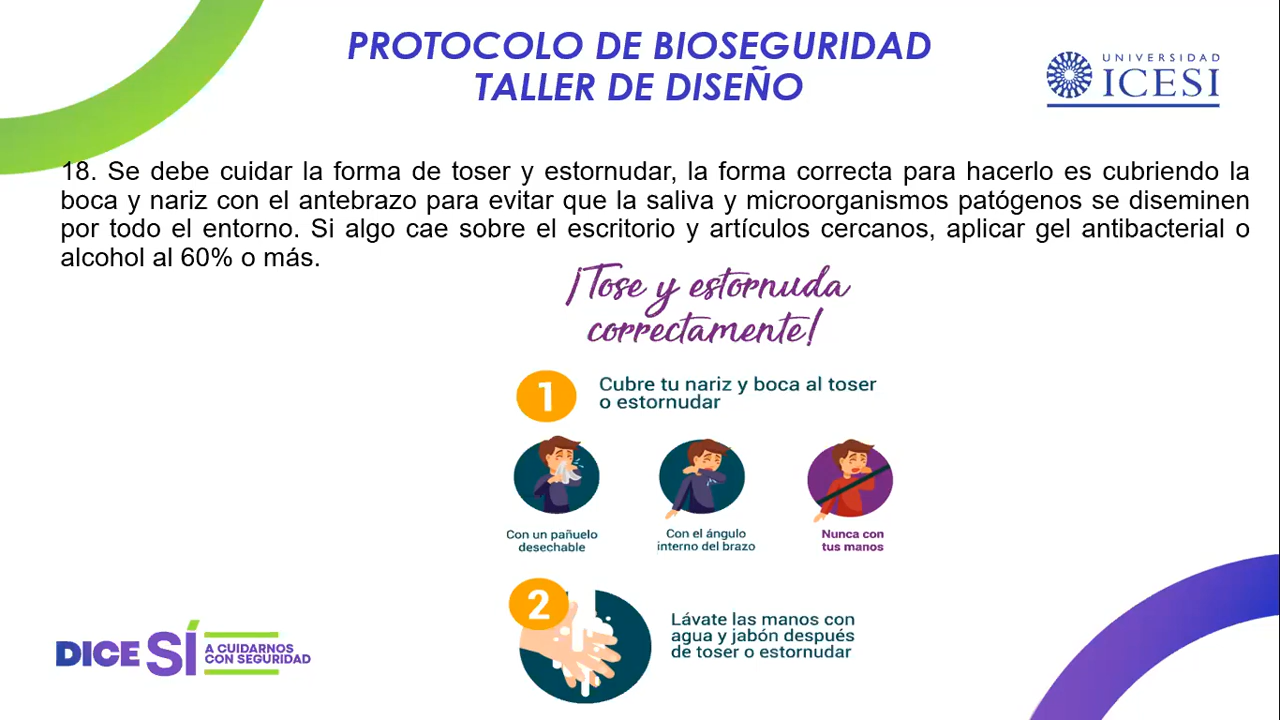 PROTOCOLO DE BIOSEGURIDAD
TALLER DE DISEÑO
UNIVERSIDAD
ICESI
18. Se debe cuidar la forma de toser y estornudar, la forma correcta para hacerlo es cubriendo la
boca y nariz con el antebrazo para evitar que la saliva y microorganismos patógenos se diseminen
por todo el entorno. Si algo cae sobre el escritorio y artículos cercanos, aplicar gel antibacterial o
alcohol al 60% o más.
¡Tose y estornuda
correctamente!
1
Cubre tu nariz y boca al toser
o estornudar
Con un pañuelo
desechable
Con el ángulo
interno del brazo
Nunca con
tus manos
2
Lávate las manos con
agua y jabón después
de toser o estornudar
DICE SÍ
A CUIDARNOS
CON SEGURIDAD